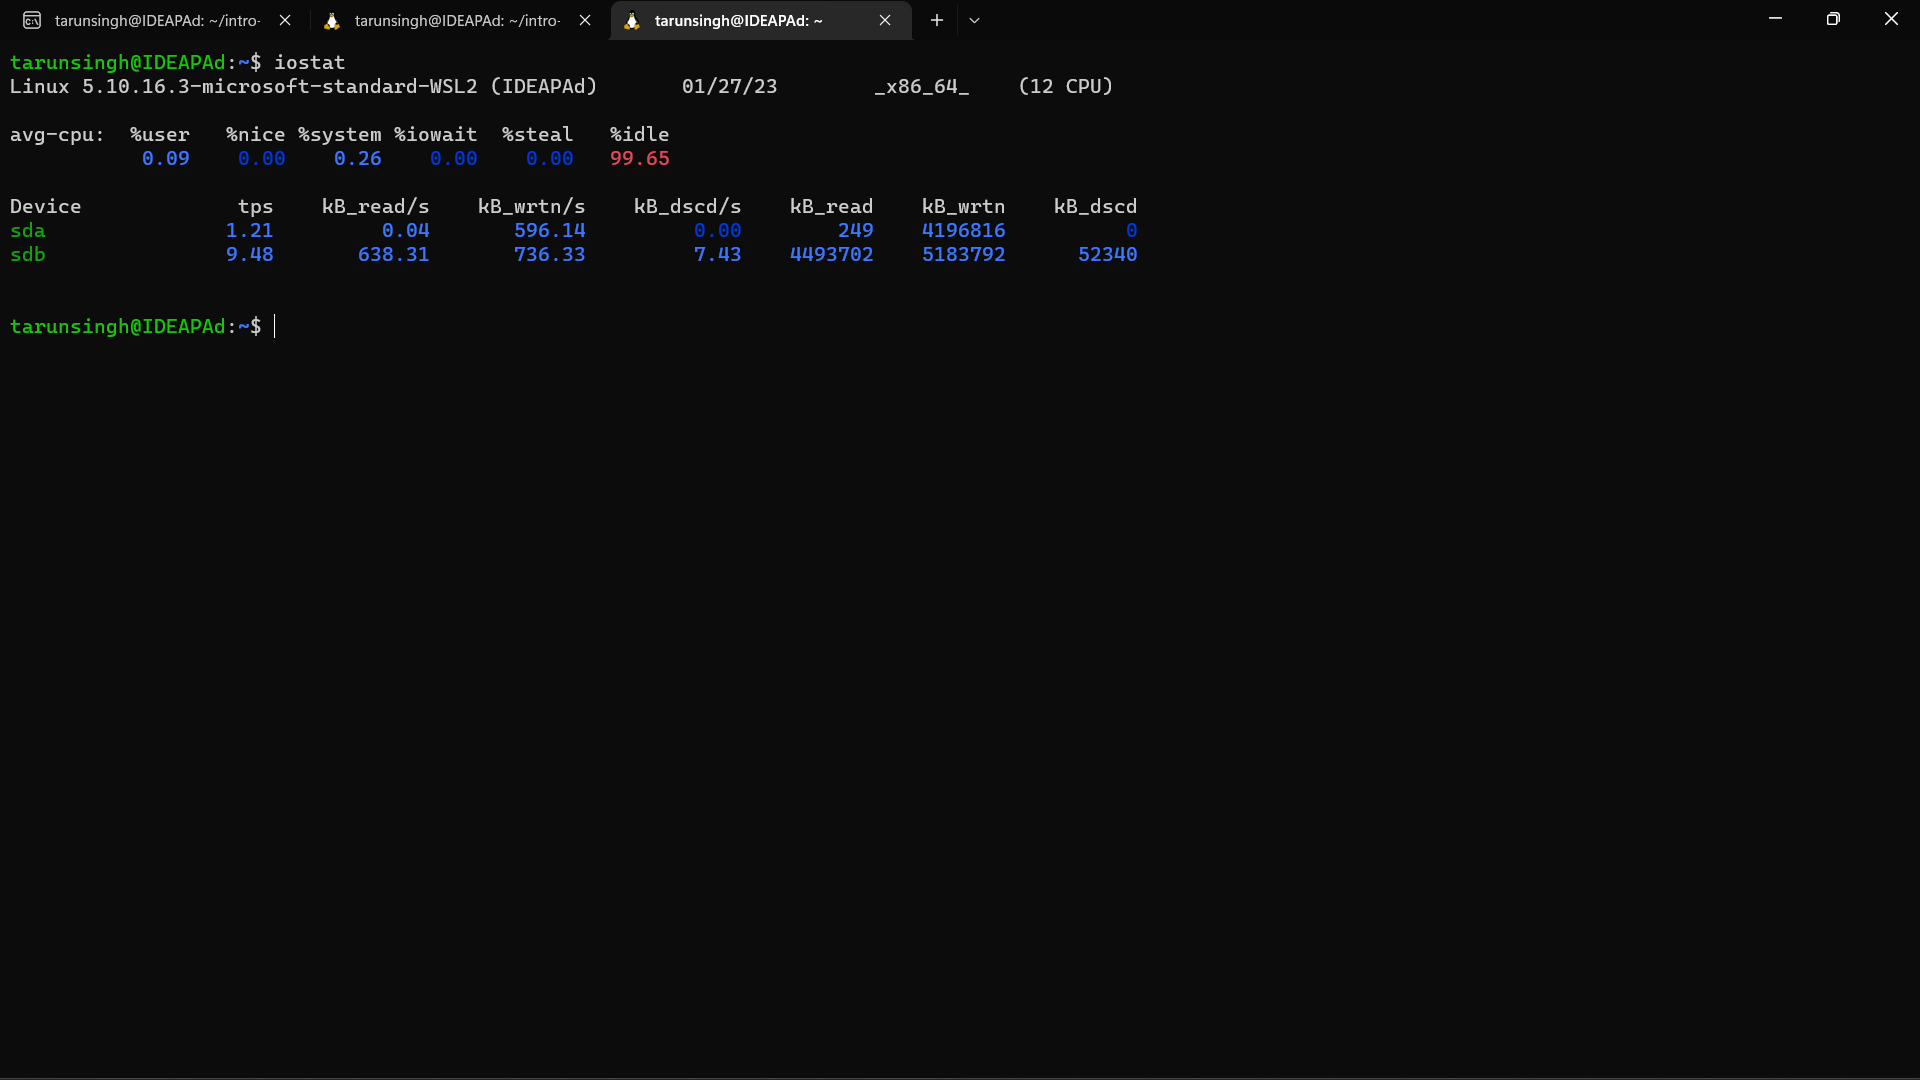 tarunsingh@IDEAPAd: ~/intro- tarunsingh@IDEAPAd: ~/intro- tarunsingh@IDEAPAd: ~
tarunsingh@IDEAPAd:~$ iostat
Linux 5.10.16.3-microsoft-standard-WSL2 (IDEAPAd) 01/27/23 _x86_64_ (12 CPU)
avg-cpu: %user %nice %system %iowait %steal %idle
0.09 0.00 0.26 0.00 0.00 99.65
Device tps kB_read/s kB_wrtn/s kB_dscd/s kB_read kB_wrtn kB_dscd
sda 1.21 0.04 596.14 0.00 249 4196816 0
sdb 9.48 638.31 736.33 7.43 4493702 5183792 52340
tarunsingh@IDEAPAd:~$